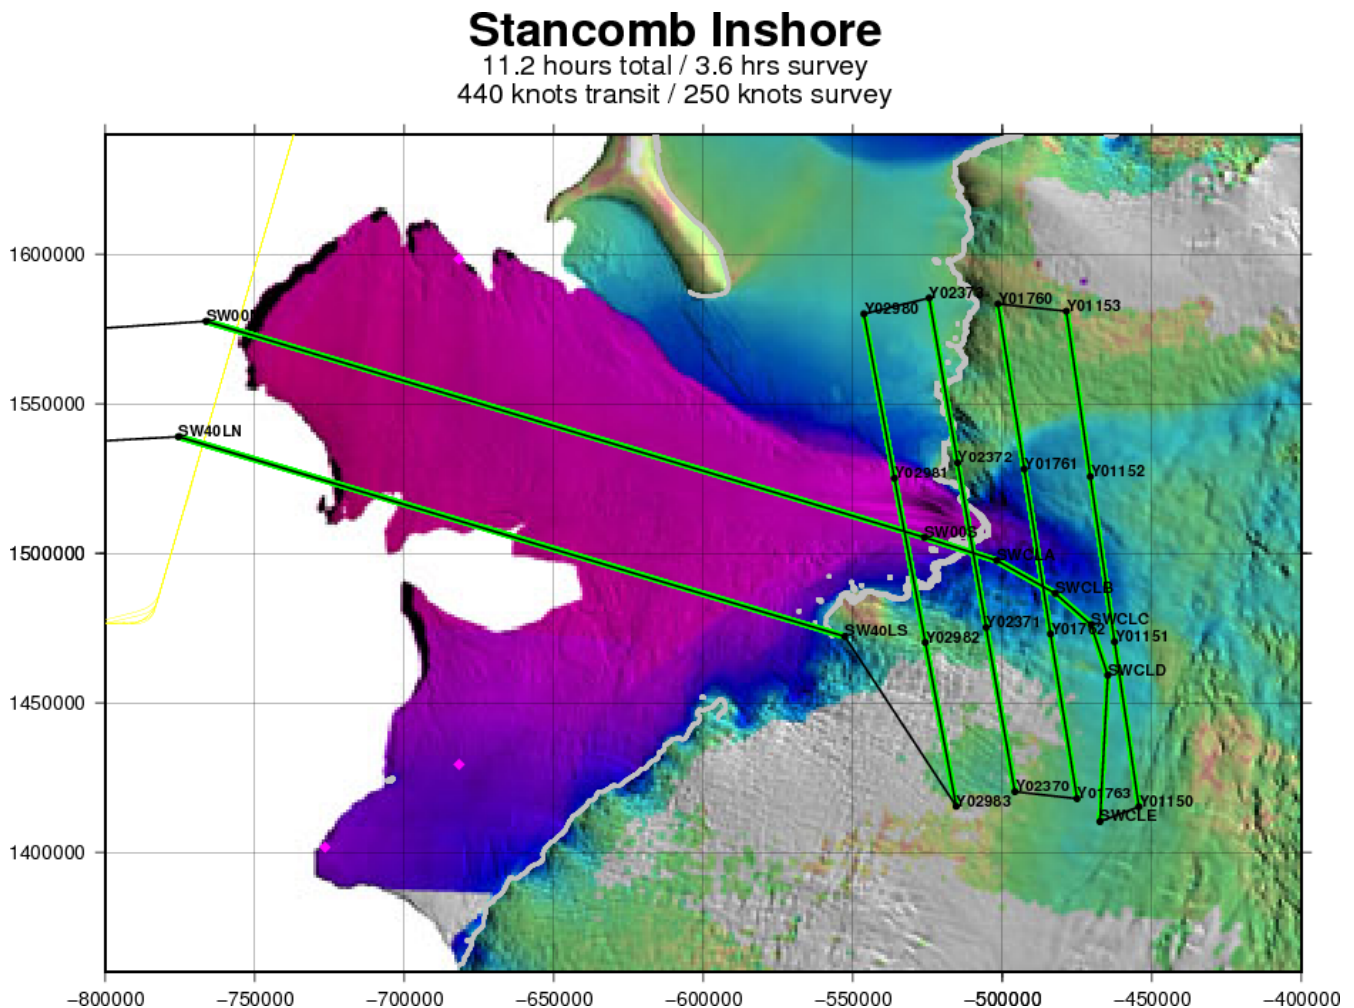 Stancomb Inshore
11.2 hours total / 3.6 hrs survey
440 knots transit / 250 knots survey
1600000
1550000
1500000
1450000
1400000
Y02373
Y01760
Y01153
Y02980
SW00
SW40LN
Y02372
Y01761
Y01152
Y02981
SW00S
SWCLA
SWCLB
SWCLC
Y02371
Y01762
Y01151
SW40LS
Y02982
SWCLD
Y02370
Y01763
Y02983
Y01150
SWCLE
−800000 −750000 −700000 −650000 −600000 −550000 −500000 −450000 −400000